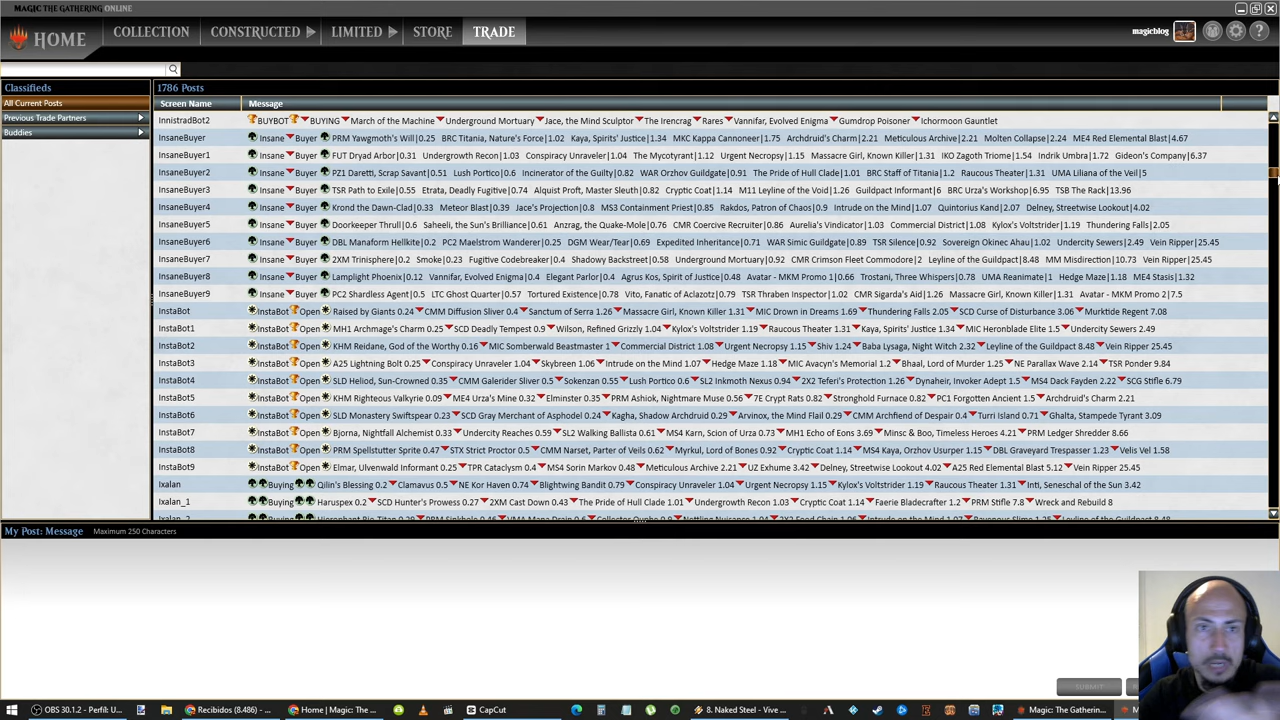 MAGIC THE GATHERING ONLINE
HOME COLLECTION CONSTRUCTED LIMITED STORE TRADE magicblog
Classifieds
All Current Posts
Previous Trade Partners
Buddies
1786 Posts
Screen Name Message
InnistradBot2 BUYBOT BUYING March of the Machine Underground Mortuary Jace, the Mind Sculptor The Irencrag Rares Vannifar, Evolved Enigma Gumdrop Poisoner Ichormoon Gauntlet
InsaneBuyer Insane Buyer PRM Yawgmoth's Will|0.25 BRC Titania, Nature's Force|1.02 Kaya, Spirits' Justice|1.34 MKC Kappa Cannoneer|1.75 Archdruid's Charm|2.21 Meticulous Archive|2.21 Molten Collapse|2.24 ME4 Red Elemental Blast|4.67
InsaneBuyer1 Insane Buyer FUT Dryad Arbor|0.31 Undergrowth Recon|1.03 Conspiracy Unraveler|1.04 The Mycotyrant|1.12 Urgent Necropsy|1.15 Massacre Girl, Known Killer|1.31 IKO Zagoth Triome|1.54 Indrik Umbra|1.72 Gideon's Company|6.37
InsaneBuyer2 Insane Buyer PZ1 Daretti, Scrap Savant|0.51 Lush Portico|0.6 Incinerator of the Guilty|0.82 WAR Orzhov Guildgate|0.91 The Pride of Hull Clade|1.01 BRC Staff of Titania|1.2 Raucous Theater|1.31 UMA Liliana of the Veil|5
InsaneBuyer3 Insane Buyer TSR Path to Exile|0.55 Etrata, Deadly Fugitive|0.74 Alquist Proft, Master Sleuth|0.82 Cryptic Coat|1.14 M11 Leyline of the Void|1.26 Guildpact Informant|6 BRC Urza's Workshop|6.95 TSB The Rack|13.96
InsaneBuyer4 Insane Buyer Krond the Dawn-Clad|0.33 Meteor Blast|0.39 Jace's Projection|0.8 MS3 Containment Priest|0.85 Rakdos, Patron of Chaos|0.9 Intrude on the Mind|1.07 Quintorius Kand|2.07 Delney, Streetwise Lookout|4.02
InsaneBuyer5 Insane Buyer Doorkeeper Thrull|0.6 Saheeli, the Sun's Brilliance|0.61 Anzrag, the Quake-Mole|0.76 CMR Coercive Recruiter|0.86 Aurelia's Vindicator|1.03 Commercial District|1.08 Kylox's Voltstrider|1.19 Thundering Falls|2.05
InsaneBuyer6 Insane Buyer DBL Manaform Hellkite|0.2 PC2 Maelstrom Wanderer|0.25 DGM Wear/Tear|0.69 Expedited Inheritance|0.71 WAR Simic Guildgate|0.89 TSR Silence|0.92 Sovereign Okinec Ahau|1.02 Undercity Sewers|2.49 Vein Ripper|25.45
InsaneBuyer7 Insane Buyer 2XM Trinisphere|0.2 Smoke|0.23 Fugitive Codebreaker|0.4 Shadowy Backstreet|0.58 Underground Mortuary|0.92 CMR Crimson Fleet Commodore|2 Leyline of the Guildpact|8.48 MM Misdirection|10.73 Vein Ripper|25.45
InsaneBuyer8 Insane Buyer Lamplight Phoenix|0.12 Vannifar, Evolved Enigma|0.4 Elegant Parlor|0.4 Agrus Kos, Spirit of Justice|0.48 Avatar - MKM Promo 1|0.66 Trostani, Three Whispers|0.78 UMA Reanimate|1 Hedge Maze|1.18 ME4 Stasis|1.32
InsaneBuyer9 Insane Buyer PC2 Shardless Agent|0.5 LTC Ghost Quarter|0.57 Tortured Existence|0.78 Vito, Fanatic of Aclazotz|0.79 TSR Thraben Inspector|1.02 CMR Sigarda's Aid|1.26 Massacre Girl, Known Killer|1.31 Avatar - MKM Promo 2|7.5
InstaBot InstaBot Open Raised by Giants 0.24 CMM Diffusion Sliver 0.4 Sanctum of Serra 1.26 Massacre Girl, Known Killer 1.31 MIC Drown in Dreams 1.69 Thundering Falls 2.05 SCD Curse of Disturbance 3.06 Murktide Regent 7.08
InstaBot1 InstaBot Open MH1 Archmage's Charm 0.25 SCD Deadly Tempest 0.9 Wilson, Refined Grizzly 1.04 Kylox's Voltstrider 1.19 Raucous Theater 1.31 Kaya, Spirits' Justice 1.34 MIC Heronblade Elite 1.5 Undercity Sewers 2.49
InstaBot2 InstaBot Open KHM Reidane, God of the Worthy 0.16 MIC Somberwald Beastmaster 1 Commercial District 1.08 Urgent Necropsy 1.15 Shiv 1.24 Baba Lysaga, Night Witch 2.32 Leyline of the Guildpact 8.48 Vein Ripper 25.45
InstaBot3 InstaBot Open A25 Lightning Bolt 0.25 Conspiracy Unraveler 1.04 Skybreen 1.06 Intrude on the Mind 1.07 Hedge Maze 1.18 MIC Avacyn's Memorial 1.2 Bhaal, Lord of Murder 1.25 NE Parallax Wave 2.14 TSR Ponder 9.84
InstaBot4 InstaBot Open SLD Heliod, Sun-Crowned 0.35 CMM Galerider Sliver 0.5 Sokenzan 0.55 Lush Portico 0.6 SL2 Inkmoth Nexus 0.94 2X2 Teferi's Protection 1.26 Dynaheir, Invoker Adept 1.5 MS4 Dack Fayden 2.22 SCG Stifle 6.79
InstaBot5 InstaBot Open KHM Righteous Valkyrie 0.09 ME4 Urza's Mine 0.32 Elminster 0.35 PRM Ashiok, Nightmare Muse 0.56 Stronghold Furnace 0.82 7E Crypt Rats 0.82 PC1 Forgotten Ancient 1.5 Archdruid's Charm 2.21
InstaBot6 InstaBot Open SLD Monastery Swiftspear 0.23 SCD Gray Merchant of Asphodel 0.24 Kagha, Shadow Archdruid 0.29 Arvinox, the Mind Flail 0.29 CMM Archfiend of Despair 0.4 Turri Island 0.71 Ghalta, Stampede Tyrant 3.09
InstaBot7 InstaBot Open Bjorna, Nightfall Alchemist 0.33 Undercity Reaches 0.59 SL2 Walking Ballista 0.61 MS4 Karn, Scion of Urza 0.73 MH1 Echo of Eons 3.69 Minsc & Boo, Timeless Heroes 4.21 PRM Ledger Shredder 8.66
InstaBot8 InstaBot Open PRM Spellstutter Sprite 0.47 STX Strict Proctor 0.5 CMM Narset, Parter of Veils 0.62 Myrkul, Lord of Bones 0.92 Cryptic Coat 1.14 MS4 Kaya, Orzhov Usurper 1.15 DBL Graveyard Trespasser 1.23 Velis Vel 1.58
InstaBot9 InstaBot Open Elmar, Ulvenwald Informant 0.25 TPR Cataclysm 0.4 MS4 Sorin Markov 0.48 Meticulous Archive 2.21 UZ Exhume 3.42 Delney, Streetwise Lookout 4.02 A25 Red Elemental Blast 5.12 Vein Ripper 25.45
Ixalan Buying Qilin's Blessing 0.2 Clamavus 0.5 NE Kor Haven 0.74 Blightwing Bandit 0.79 Conspiracy Unraveler 1.04 Urgent Necropsy 1.15 Kylox's Voltstrider 1.19 Raucous Theater 1.31 Inti, Seneschal of the Sun 3.42
Ixalan_1 Buying Haruspex 0.2 SCD Hunter's Prowess 0.27 2XM Cast Down 0.43 The Pride of Hull Clade 1.01 Undergrowth Recon 1.03 Cryptic Coat 1.14 Faerie Bladecrafter 1.2 PRM Stifle 7.8 Wreck and Rebuild 8
My Post: Message Maximum 250 Characters
SUBMIT
OBS 30.1.2 - Perfil: U... Recibidos (8.486) - ... Home | Magic: The ... CapCut 8. Naked Steel - Vive ... Magic: The Gatherin...